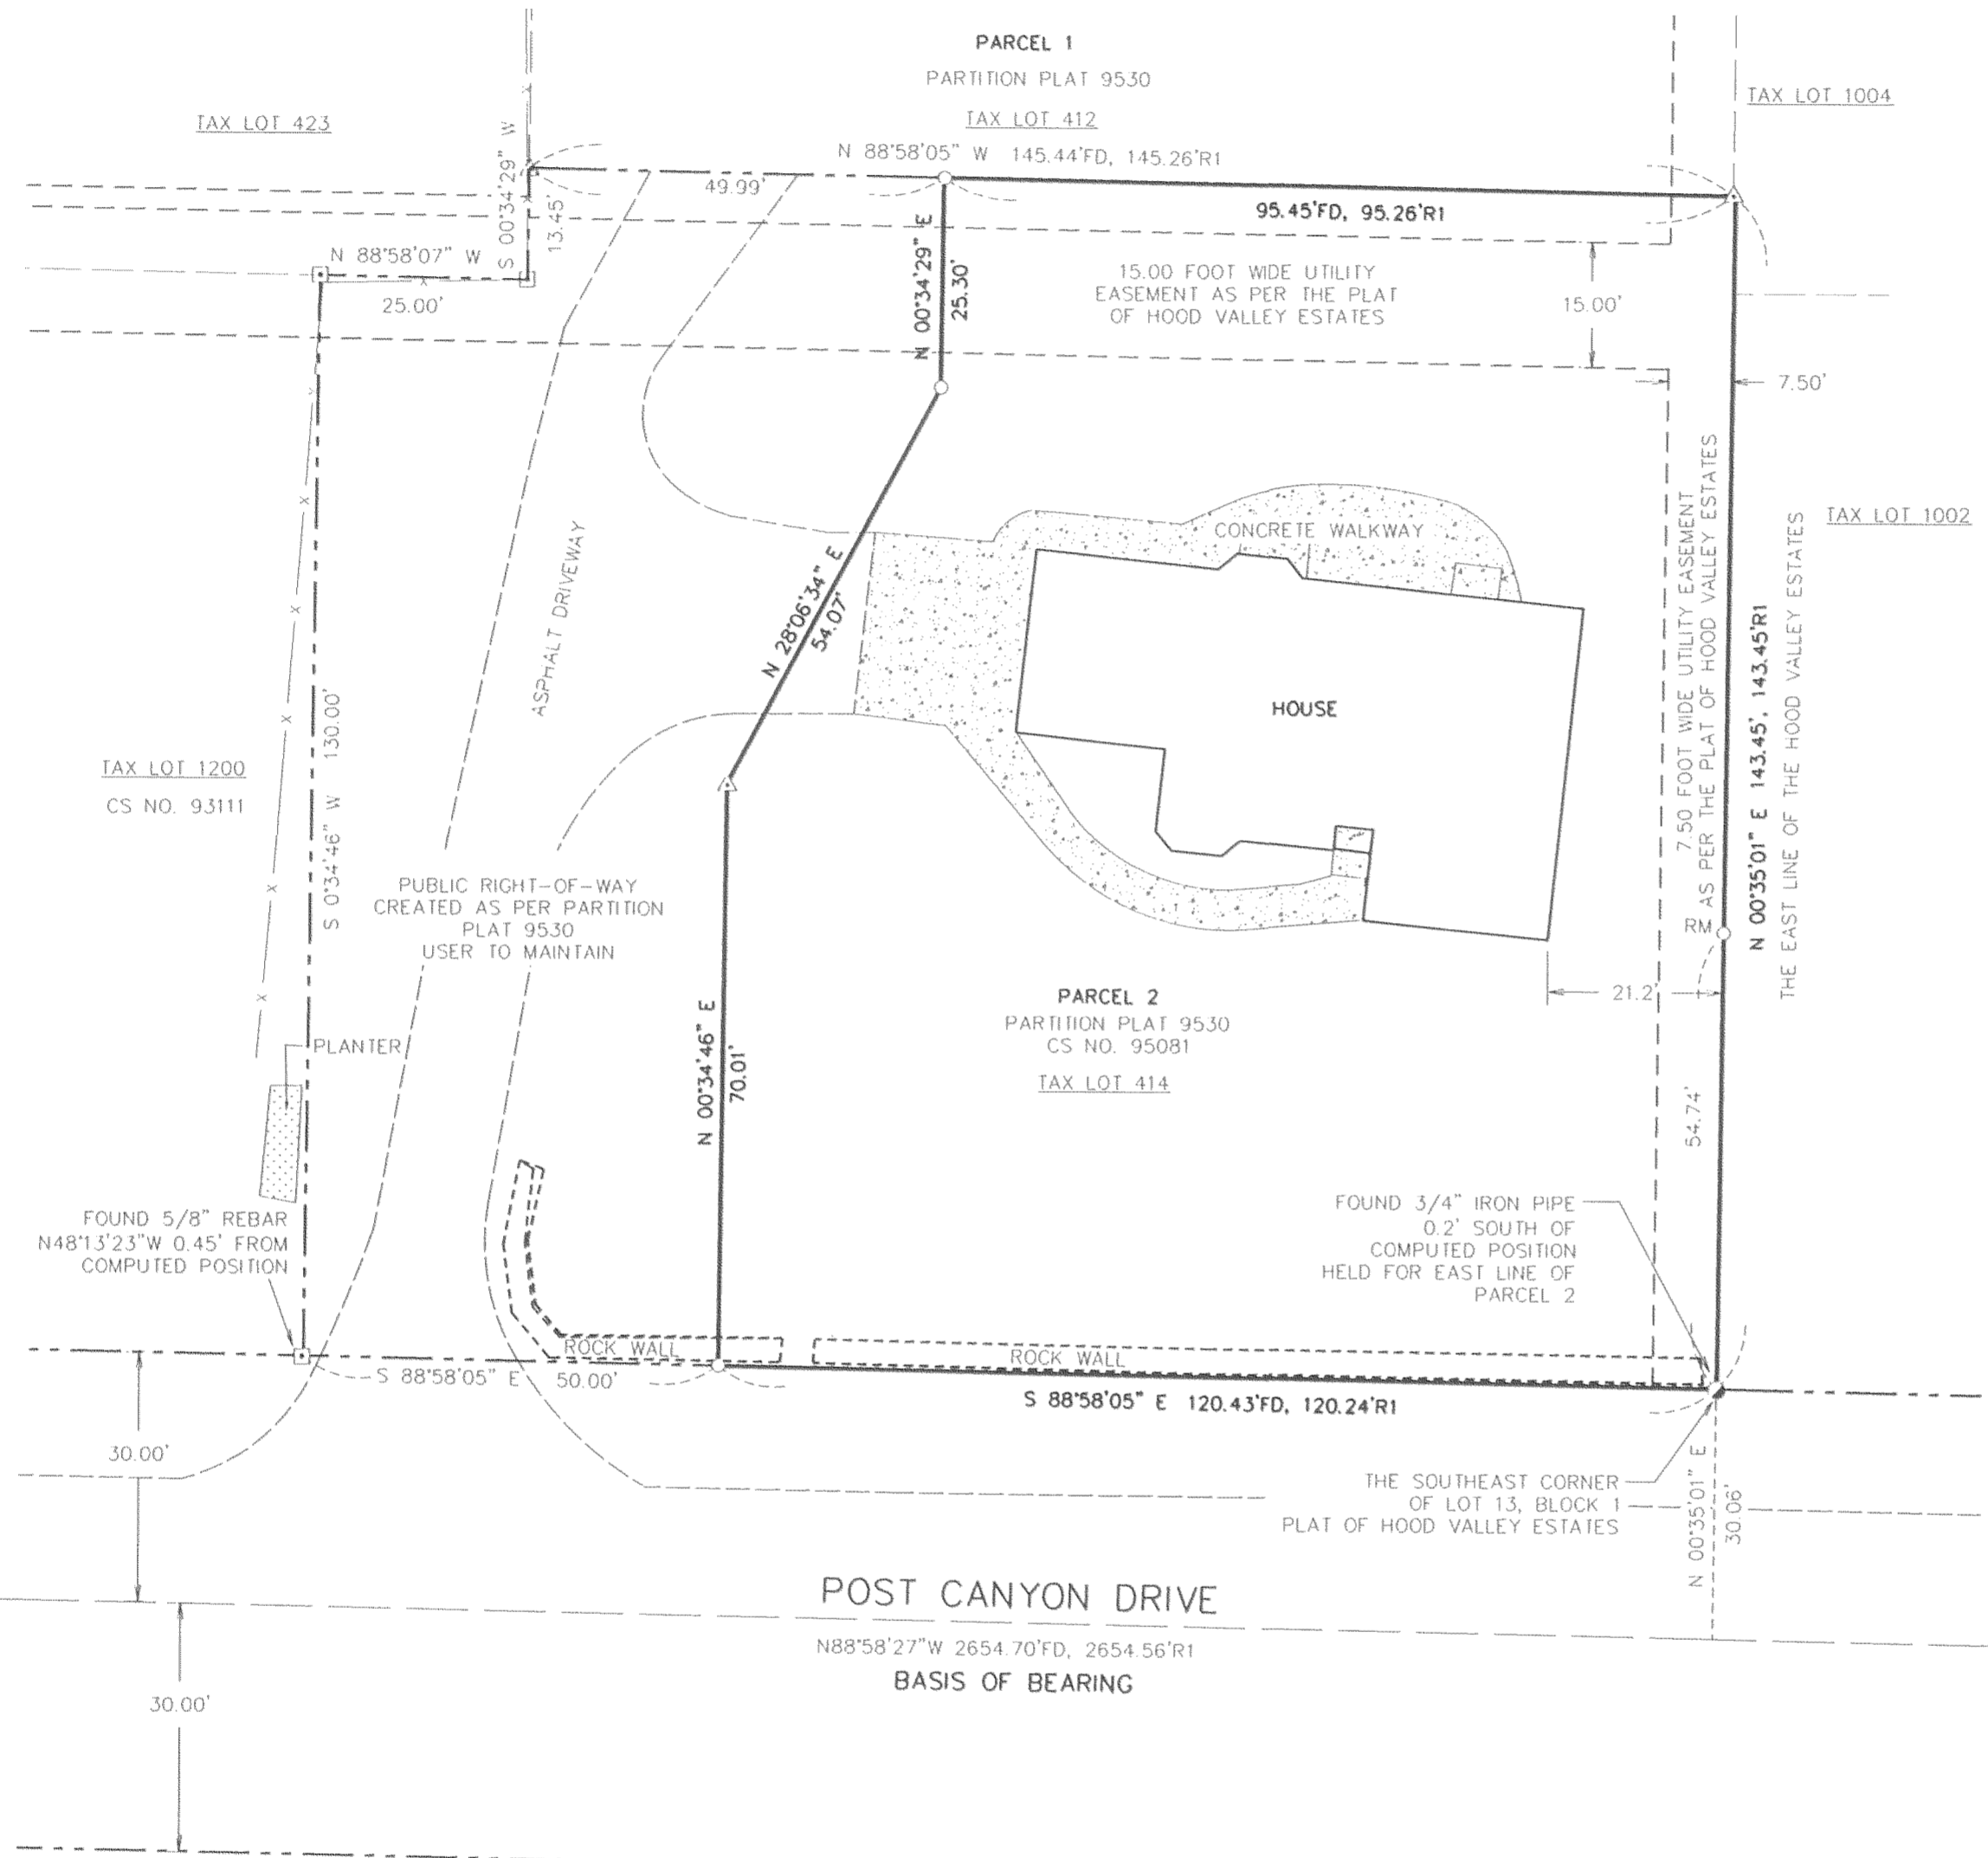 PARCEL 1
PARTITION PLAT 9530
TAX LOT 412
N 88°58'05" W 145.44'FD, 145.26'R1
TAX LOT 423
TAX LOT 1004
S 00°34'29" W
13.45'
49.99'
95.45'FD, 95.26'R1
N 88°58'07" W
25.00'
N 00°34'29" E
25.30'
15.00 FOOT WIDE UTILITY
EASEMENT AS PER THE PLAT
OF HOOD VALLEY ESTATES
15.00'
7.50'
TAX LOT 1002
CONCRETE WALKWAY
HOUSE
N 28°06'34" E
54.07'
ASPHALT DRIVEWAY
7.50 FOOT WIDE UTILITY EASEMENT
AS PER THE PLAT OF HOOD VALLEY ESTATES
N 00°35'01" E 143.45', 143.45'R1
THE EAST LINE OF THE HOOD VALLEY ESTATES
S 0°34'46" W 130.00'
TAX LOT 1200
CS NO. 93111
PUBLIC RIGHT-OF-WAY
CREATED AS PER PARTITION
PLAT 9530
USER TO MAINTAIN
RM
21.2'
PARCEL 2
PARTITION PLAT 9530
CS NO. 95081
TAX LOT 414
N 00°34'46" E
70.01'
PLANTER
54.74'
FOUND 5/8" REBAR
N48°13'23"W 0.45' FROM
COMPUTED POSITION
FOUND 3/4" IRON PIPE
0.2' SOUTH OF
COMPUTED POSITION
HELD FOR EAST LINE OF
PARCEL 2
ROCK WALL
ROCK WALL
S 88°58'05" E 50.00'
S 88°58'05" E 120.43'FD, 120.24'R1
30.00'
THE SOUTHEAST CORNER
OF LOT 13, BLOCK 1
PLAT OF HOOD VALLEY ESTATES
N 00°35'01" E
30.06'
POST CANYON DRIVE
N88°58'27"W 2654.70'FD, 2654.56'R1
BASIS OF BEARING
30.00'
x
x
x
x
x
x
x
x
x